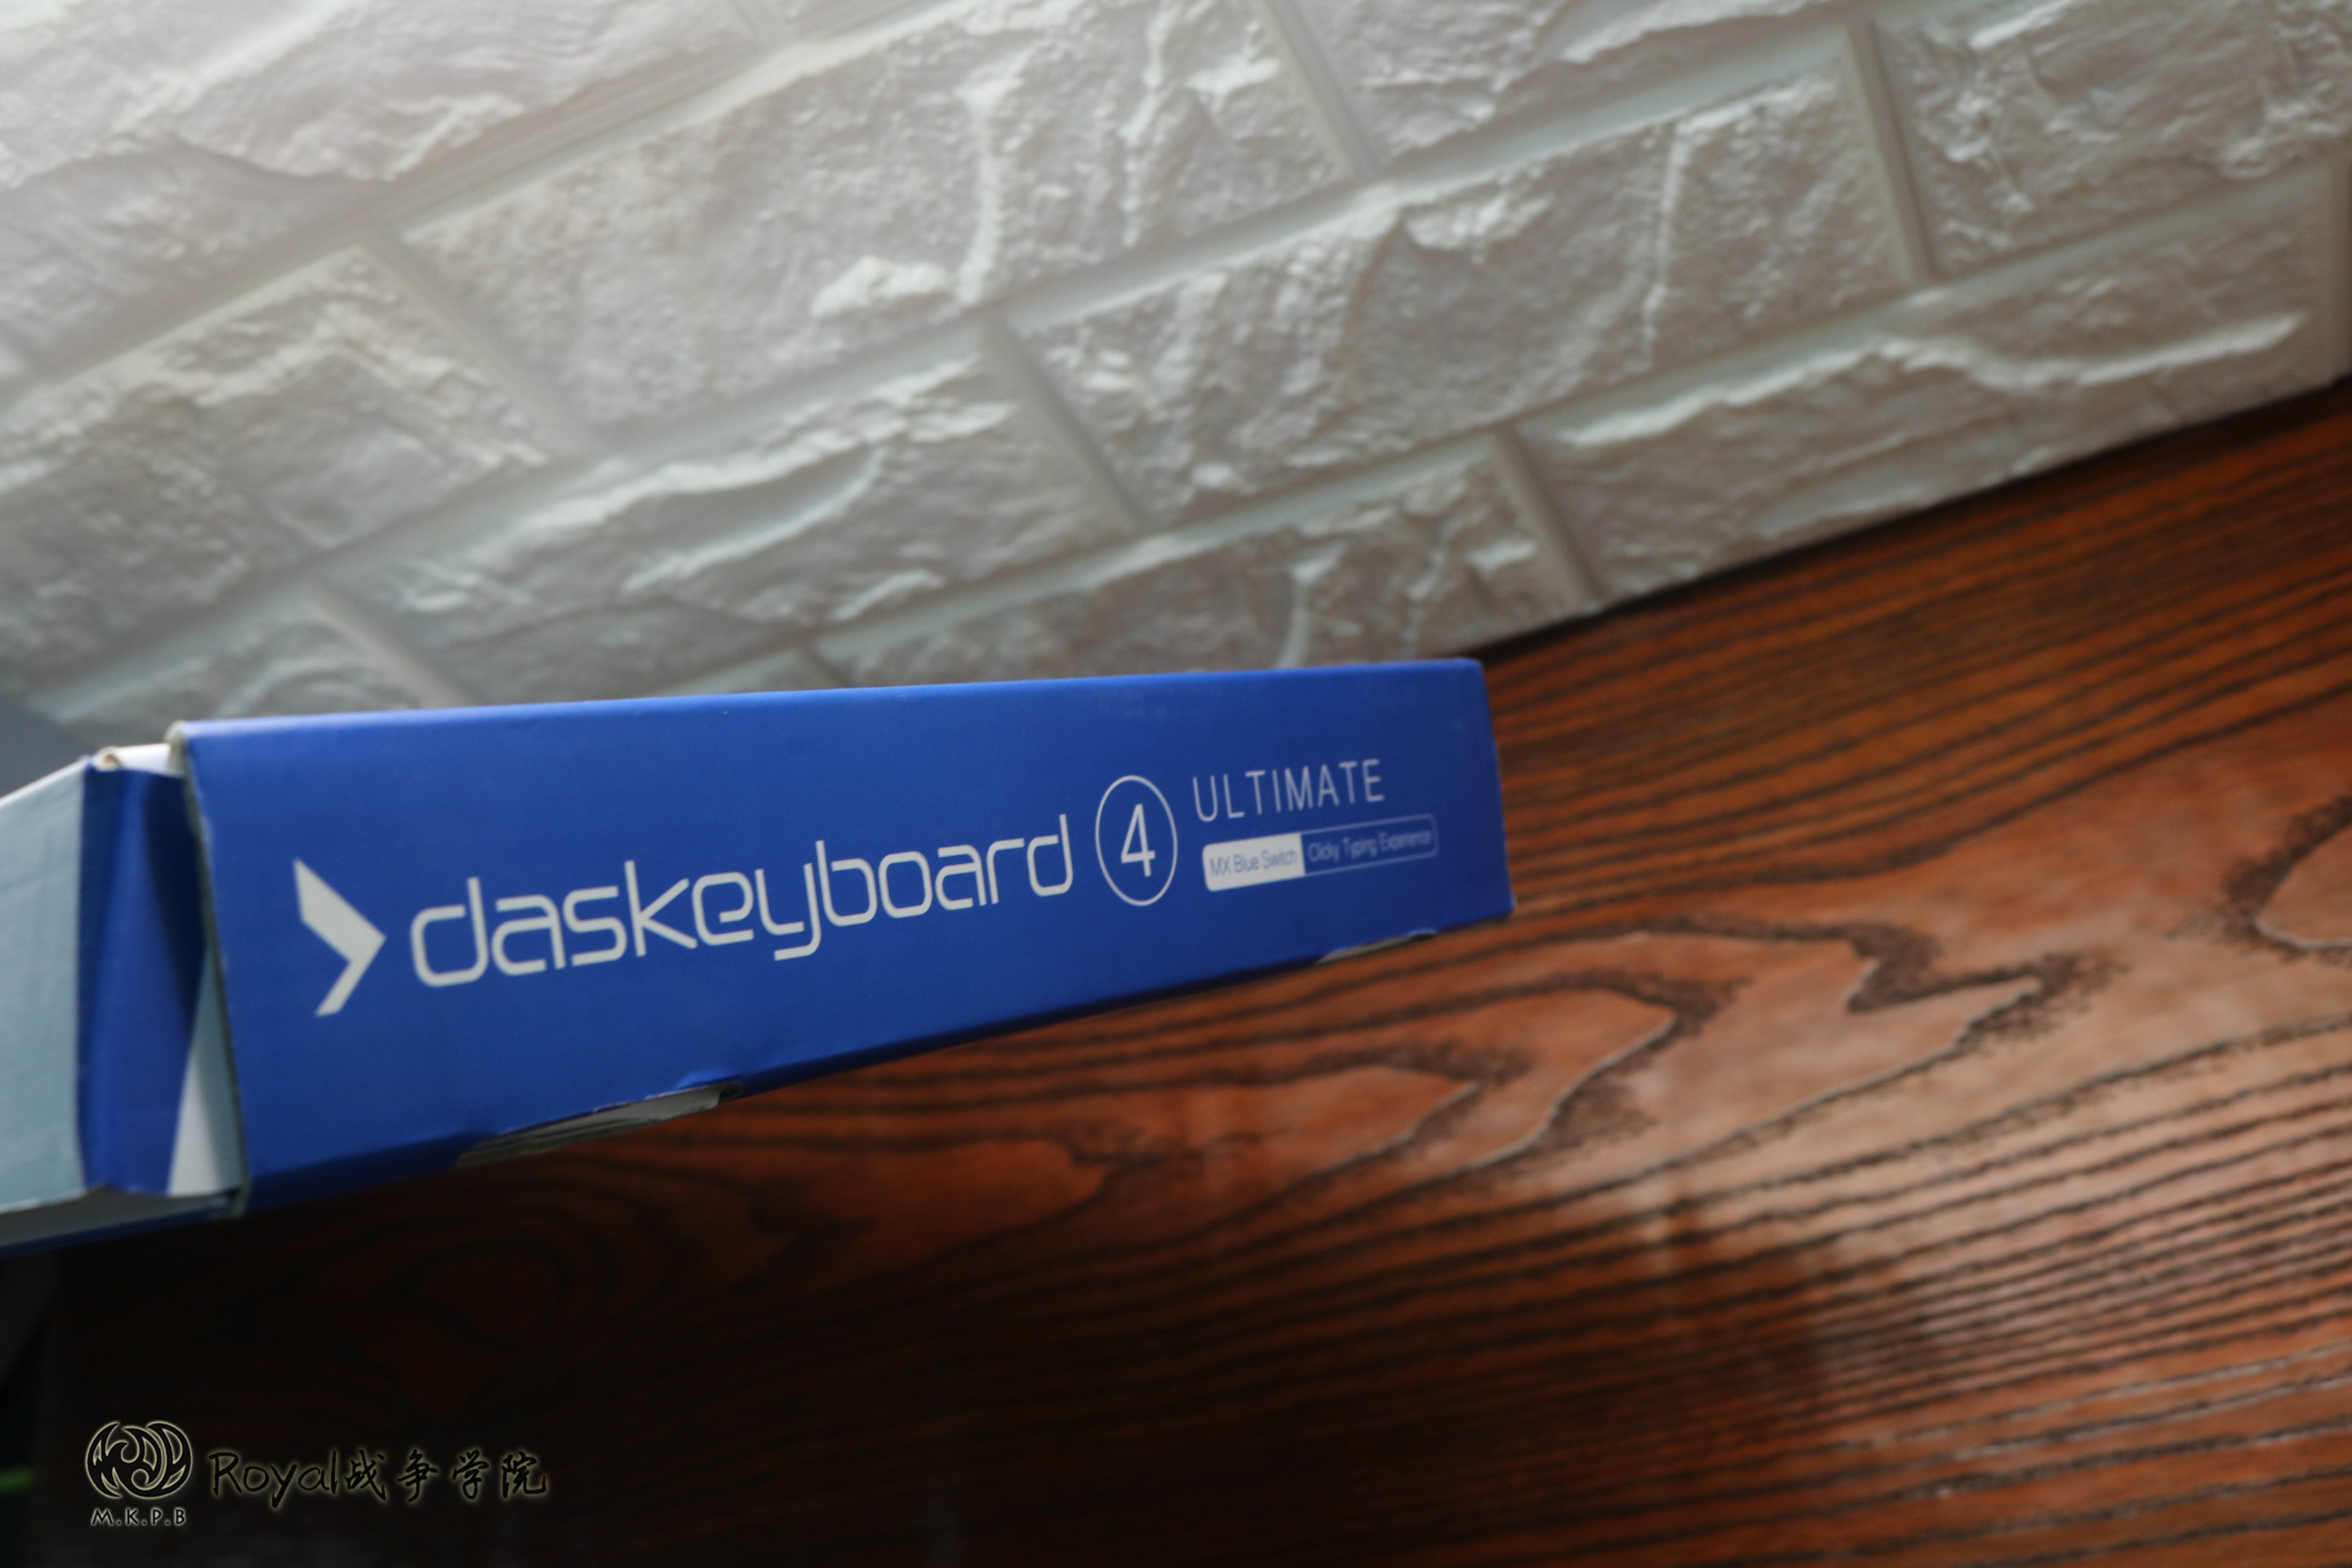 daskeyboard 4 ULTIMATE
MX Blue Switch Clicky Typing Experience
Royal战争学院
M.K.P.B